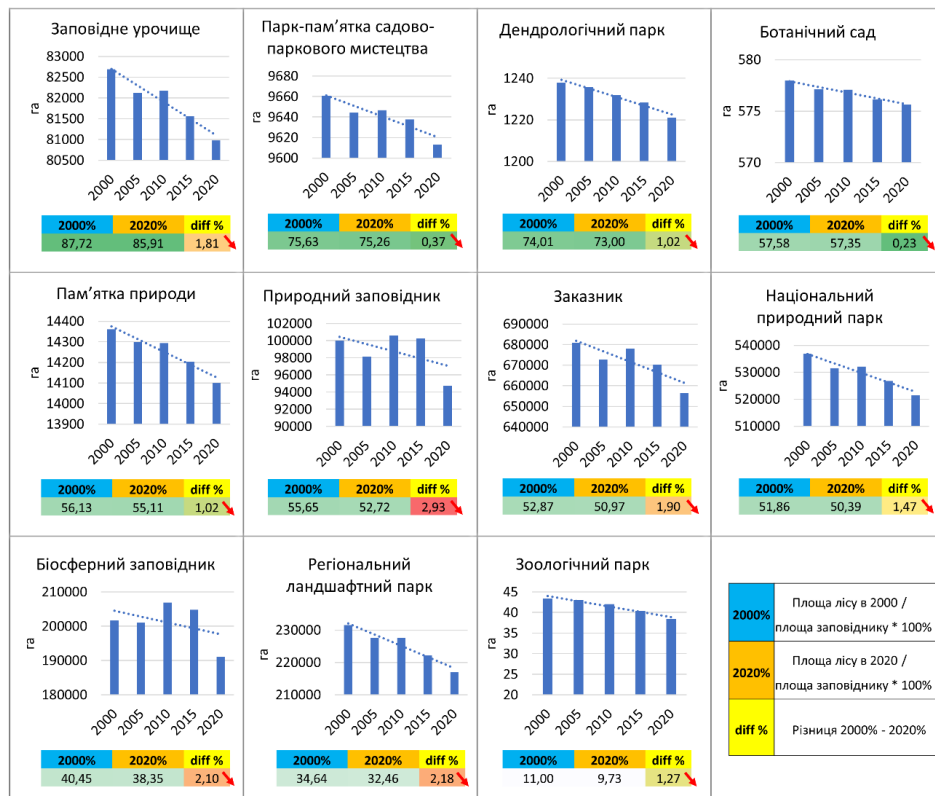 Заповідне урочище
83000
82500
82000
81500
81000
80500
га
2000 2005 2010 2015 2020
2000% 2020% diff %
87,72 85,91 1,81
Парк-пам’ятка садово-
паркового мистецтва
9680
9660
9640
9620
9600
га
2000 2005 2010 2015 2020
2000% 2020% diff %
75,63 75,26 0,37
Дендрологічний парк
1240
1220
1200
га
2000 2005 2010 2015 2020
2000% 2020% diff %
74,01 73,00 1,02
Ботанічний сад
580
575
570
га
2000 2005 2010 2015 2020
2000% 2020% diff %
57,58 57,35 0,23
Пам’ятка природи
14400
14300
14200
14100
14000
13900
га
2000 2005 2010 2015 2020
2000% 2020% diff %
56,13 55,11 1,02
Природний заповідник
102000
100000
98000
96000
94000
92000
90000
га
2000 2005 2010 2015 2020
2000% 2020% diff %
55,65 52,72 2,93
Заказник
690000
680000
670000
660000
650000
640000
га
2000 2005 2010 2015 2020
2000% 2020% diff %
52,87 50,97 1,90
Національний
природний парк
540000
530000
520000
510000
га
2000 2005 2010 2015 2020
2000% 2020% diff %
51,86 50,39 1,47
Біосферний заповідник
210000
200000
190000
180000
га
2000 2005 2010 2015 2020
2000% 2020% diff %
40,45 38,35 2,10
Регіональний
ландшафтний парк
230000
220000
210000
га
2000 2005 2010 2015 2020
2000% 2020% diff %
34,64 32,46 2,18
Зоологічний парк
45
40
35
30
25
20
га
2000 2005 2010 2015 2020
2000% 2020% diff %
11,00 9,73 1,27
2000%
Площа лісу в 2000 /
площа заповіднику * 100%
2020%
Площа лісу в 2020 /
площа заповіднику * 100%
diff %
Різниця 2000% - 2020%